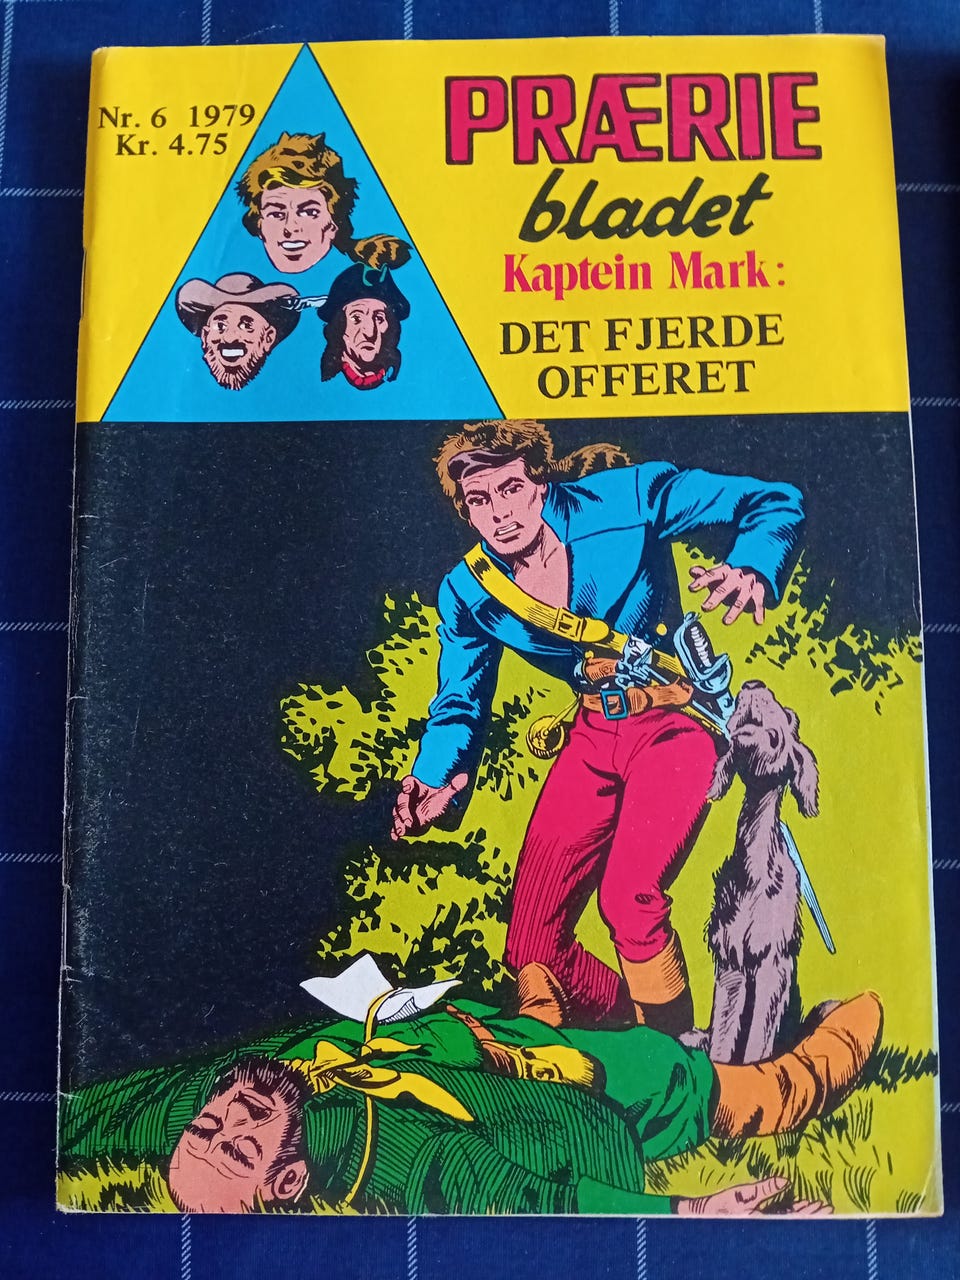 Nr. 6 1979
Kr. 4.75
PRÆRIE
bladet
Kaptein Mark:
DET FJERDE
OFFERET